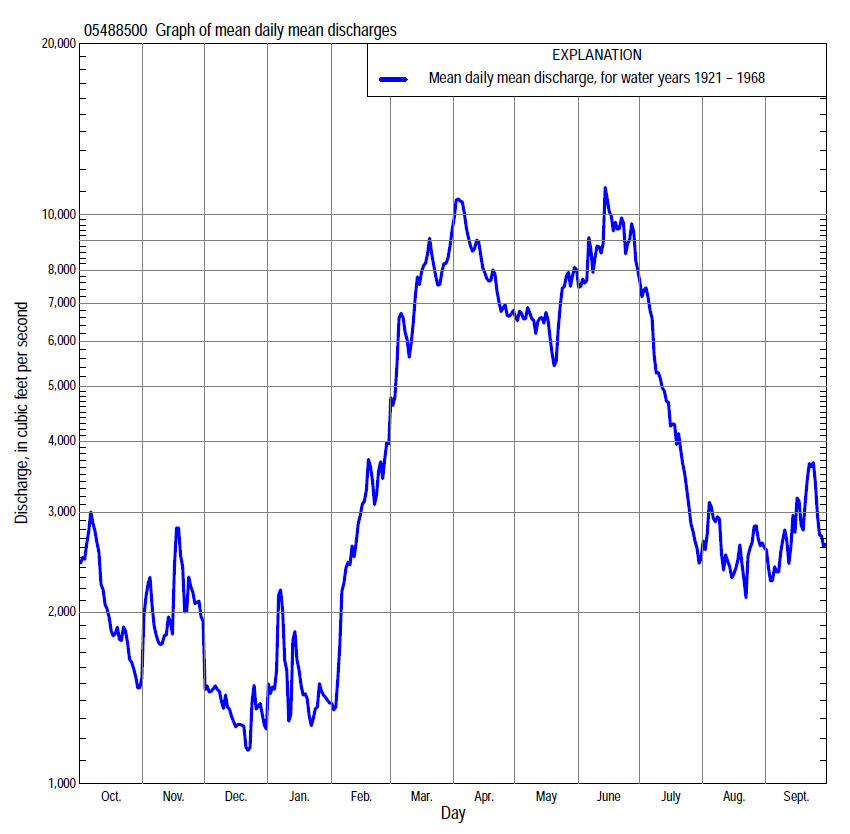 05488500 Graph of mean daily mean discharges
EXPLANATION
Mean daily mean discharge, for water years 1921 – 1968
20,000
10,000
8,000
7,000
6,000
5,000
4,000
3,000
2,000
1,000
Discharge, in cubic feet per second
Oct. Nov. Dec. Jan. Feb. Mar. Apr. May June July Aug. Sept.
Day